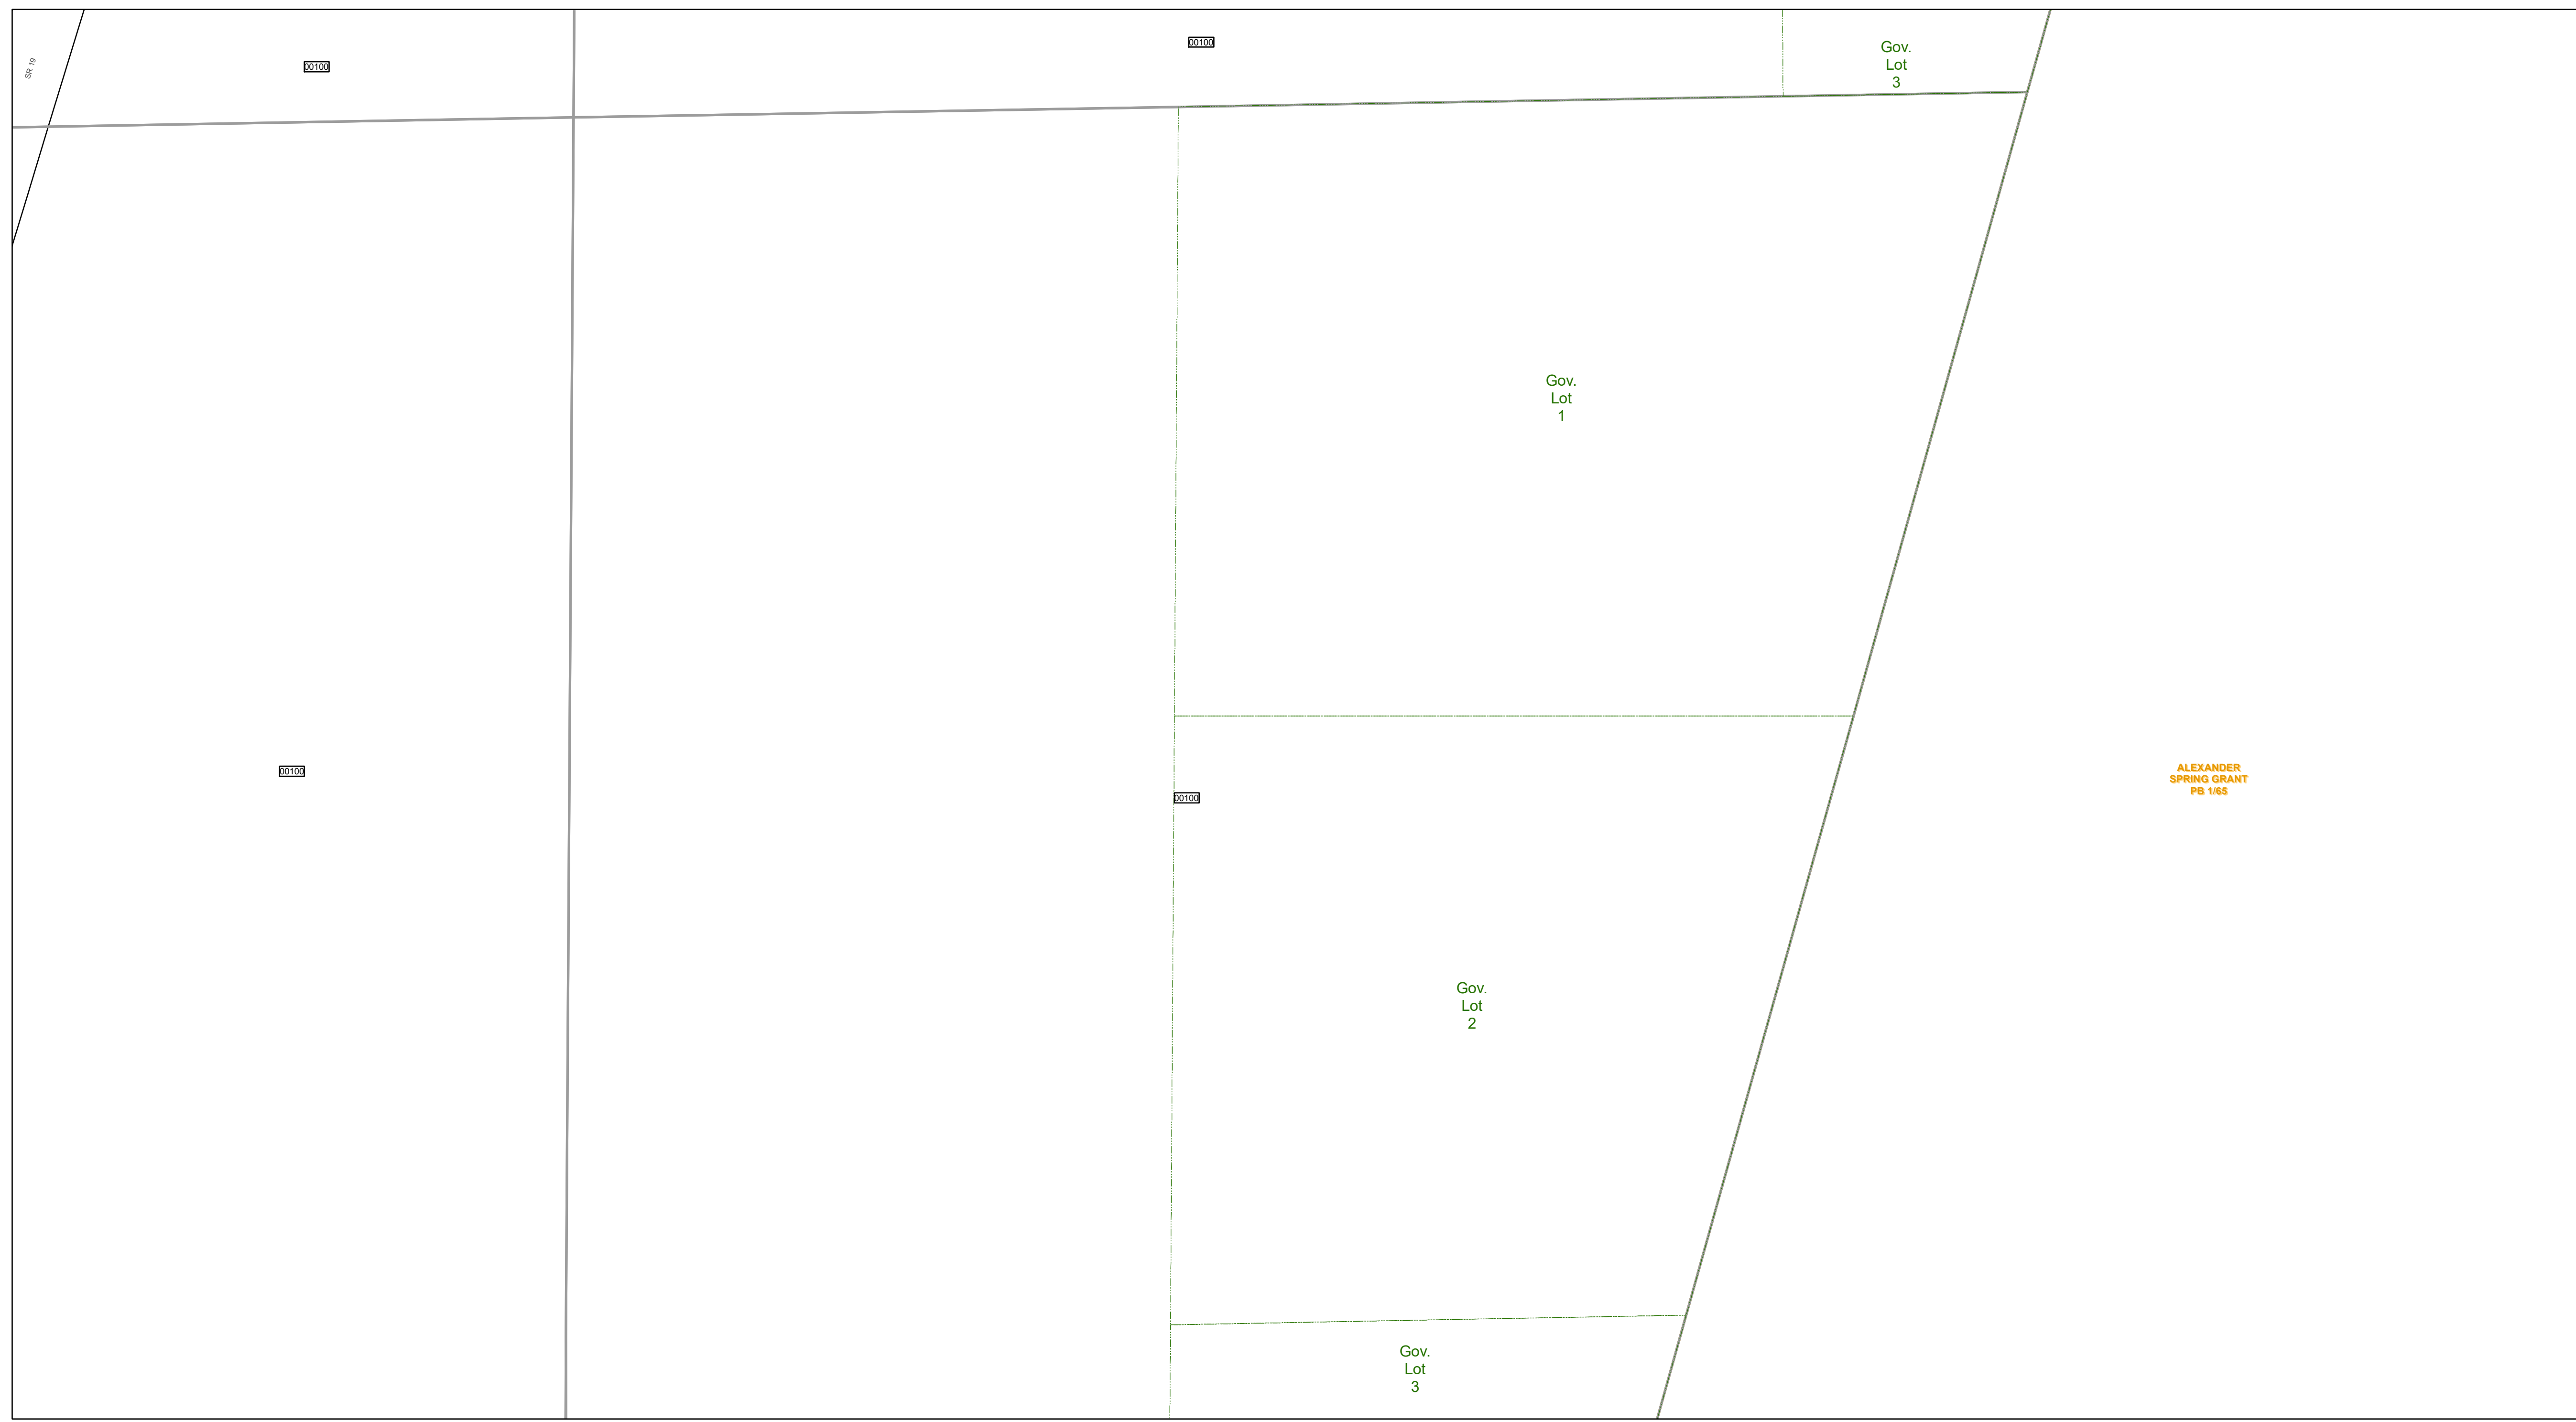 00100
Gov.
Lot
3
SR 19
00100
Gov.
Lot
1
00100
00100
ALEXANDER
SPRING GRANT
PB 1/65
Gov.
Lot
2
Gov.
Lot
3